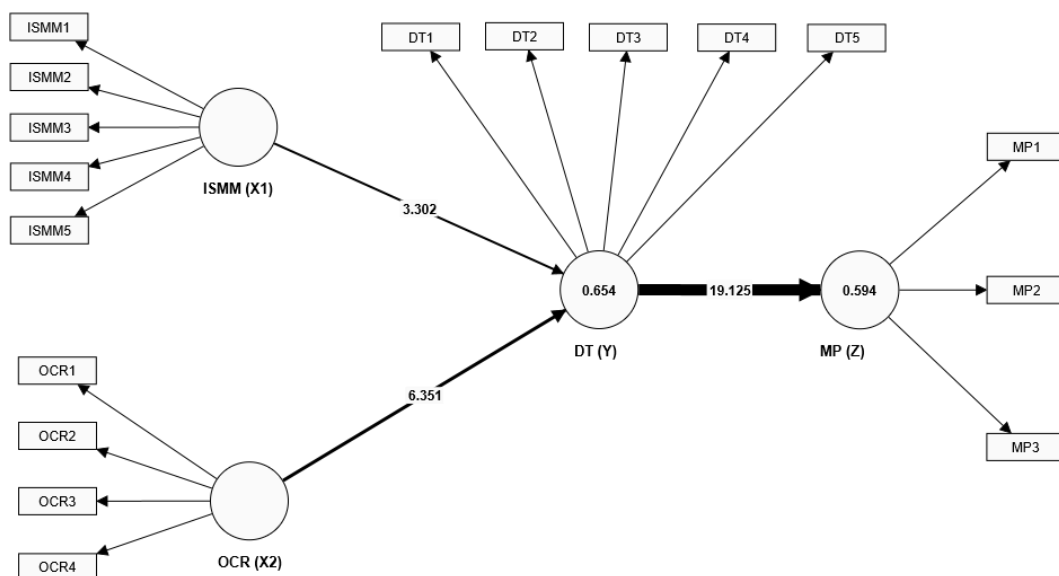 ISMM1
ISMM2
ISMM3
ISMM4
ISMM5
ISMM (X1)
DT1
DT2
DT3
DT4
DT5
3.302
0.654
DT (Y)
19.125
0.594
MP (Z)
MP1
MP2
MP3
6.351
OCR1
OCR2
OCR3
OCR4
OCR (X2)